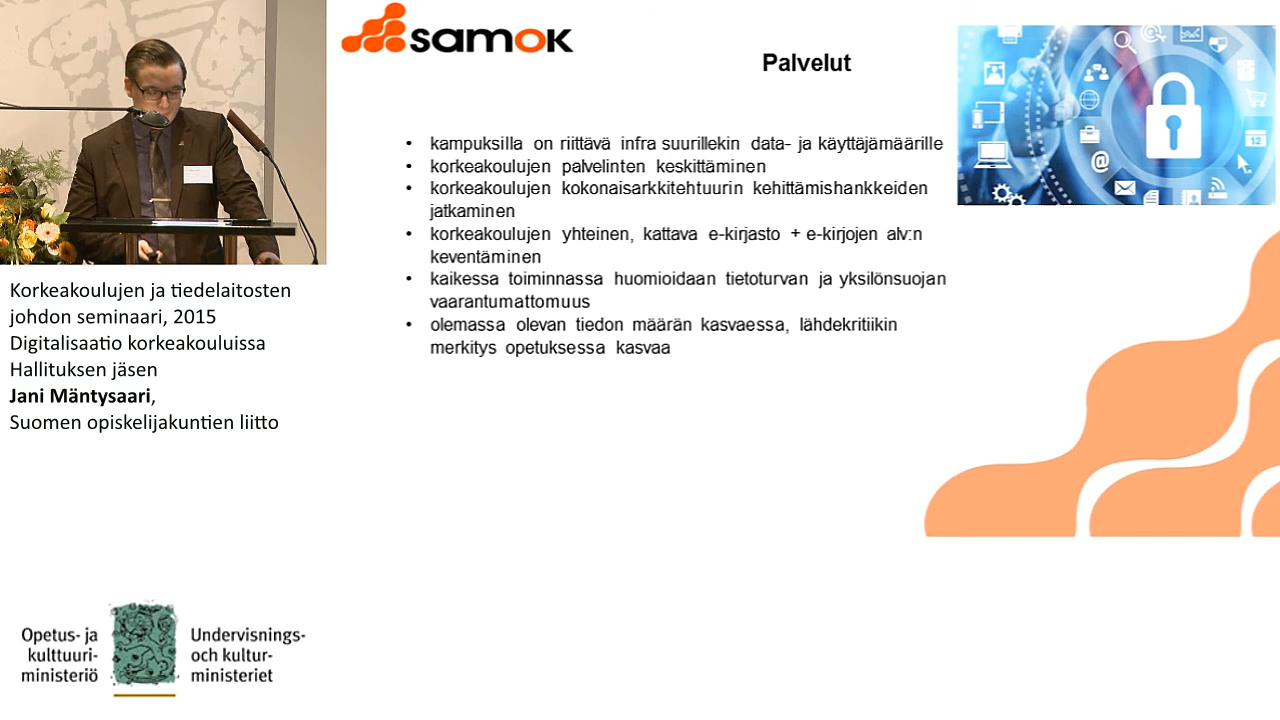 samok
Palvelut
• kampuksilla on riittävä infra suurillekin data- ja käyttäjämäärille
• korkeakoulujen palvelinten keskittäminen
• korkeakoulujen kokonaisarkkitehtuurin kehittämishankkeiden
jatkaminen
• korkeakoulujen yhteinen, kattava e-kirjasto + e-kirjojen alv:n
keventäminen
• kaikessa toiminnassa huomioidaan tietoturvan ja yksilönsuojan
vaarantumattomuus
• olemassa olevan tiedon määrän kasvaessa, lähdekritiikin
merkitys opetuksessa kasvaa
12
@
Korkeakoulujen ja tiedelaitosten
johdon seminaari, 2015
Digitalisaatio korkeakouluissa
Hallituksen jäsen
Jani Mäntysaari,
Suomen opiskelijakuntien liitto
Opetus- ja
kulttuuri-
ministeriö
Undervisnings-
och kultur-
ministeriet